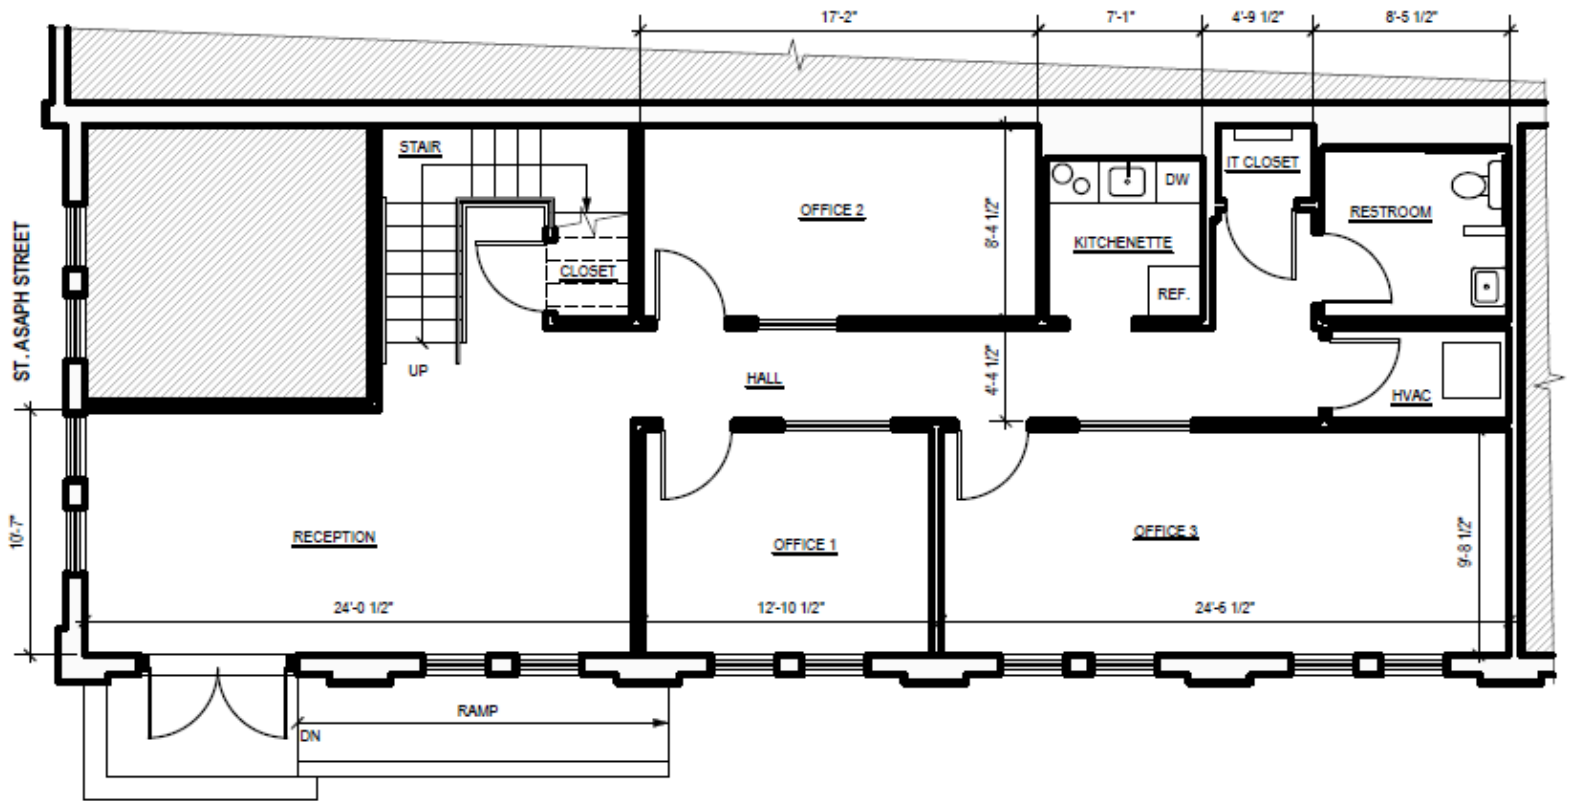 17'-2"
7'-1"
4'-9 1/2"
8'-5 1/2"
STAIR
IT CLOSET
DW
OFFICE 2
RESTROOM
8'-4 1/2"
KITCHENETTE
ST. ASAPH STREET
CLOSET
REF.
UP
HALL
4'-4 1/2"
HVAC
10'-7"
RECEPTION
OFFICE 1
OFFICE 3
9'-8 1/2"
24'-0 1/2"
12'-10 1/2"
24'-6 1/2"
RAMP
DN